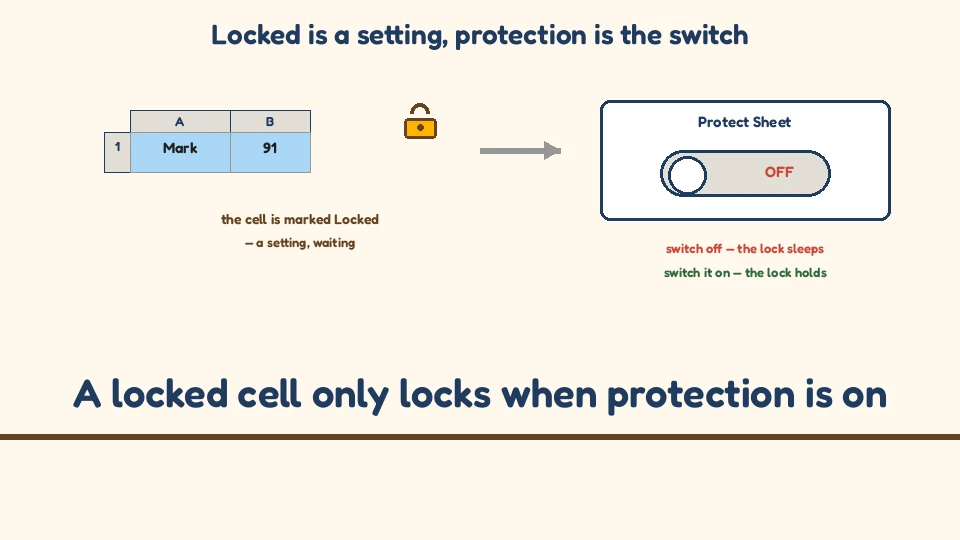 Locked is a setting, protection is the switch
A B
1 Mark 91
the cell is marked Locked
— a setting, waiting
Protect Sheet
OFF
switch off — the lock sleeps
switch it on — the lock holds
A locked cell only locks when protection is on